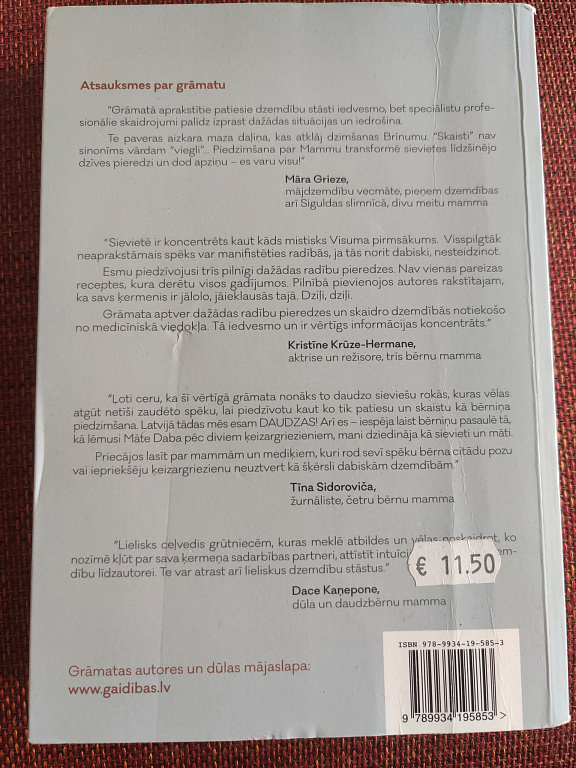 Atsauksmes par grāmatu
"Grāmatā aprakstītie patiesie dzemdību stāsti iedvesmo, bet speciālistu profe-
sionālie skaidrojumi palīdz izprast dažādas situācijas un iedrošina.
Te paveras aizkara maza daļiņa, kas atklāj dzimšanas Brīnumu. "Skaisti" nav
sinonīms vārdam "viegli"... Piedzimšana par Mammu transformē sievietes līdzšinējo
dzīves pieredzi un dod apziņu – es varu visu!"
Māra Grieze,
mājdzemdību vecmāte, pieņem dzemdības
arī Siguldas slimnīcā, divu meitu mamma
"Sievietē ir koncentrēts kaut kāds mistisks Visuma pirmsākums. Visspilgtāk
neaprakstāmais spēks var manifistēties radībās, ja tās norit dabiski, nesteidzinot.
Esmu piedzīvojusi trīs pilnīgi dažādas radību pieredzes. Nav vienas pareizas
receptes, kura derētu visos gadījumos. Pilnībā pievienojos autores rakstītajam,
ka savs ķermenis ir jālolo, jāieklausās tajā. Dziļi, dziļi.
Grāmata aptver dažādas radību pieredzes un skaidro dzemdībās notiekošo
no medicīniskā viedokļa. Tā iedvesmo un ir vērtīgs informācijas koncentrāts."
Kristīne Krūze-Hermane,
aktrise un režisore, trīs bērnu mamma
"Ļoti ceru, ka šī vērtīgā grāmata nonāks to daudzo sieviešu rokās, kuras vēlas
atgūt netīši zaudēto spēku, lai piedzīvotu kaut ko tik patiesu un skaistu kā bērniņa
piedzimšana. Latvijā tādas mēs esam DAUDZAS! Arī es – iespēja laist bērniņu pasaulē tā,
kā lēmusi Māte Daba pēc diviem ķeizargriezieniem, mani dziedināja kā sievieti un māti.
Priecājos lasīt par mammām un mediķiem, kuri rod sevī spēku bērna citādu pozu
vai iepriekšēju ķeizargriezienu neuztvert kā šķērsli dabiskām dzemdībām."
Tīna Sidoroviča,
žurnāliste, četru bērnu mamma
"Lielisks ceļvedis grūtniecēm, kuras meklē atbildes un vēlas noskaidrot, ko
nozīmē kļūt par sava ķermeņa sadarbības partneri, attīstīt
dību līdzautorei. Te var atrast arī lieliskus dzemdību stāstus."
€ 11.50
Dace Kaņepone,
dūla un daudzbērnu mamma
Grāmatas autores un dūlas mājaslapa:
www.gaidibas.lv
ISBN 978-9934-19-585-3
9 789934 195853 >